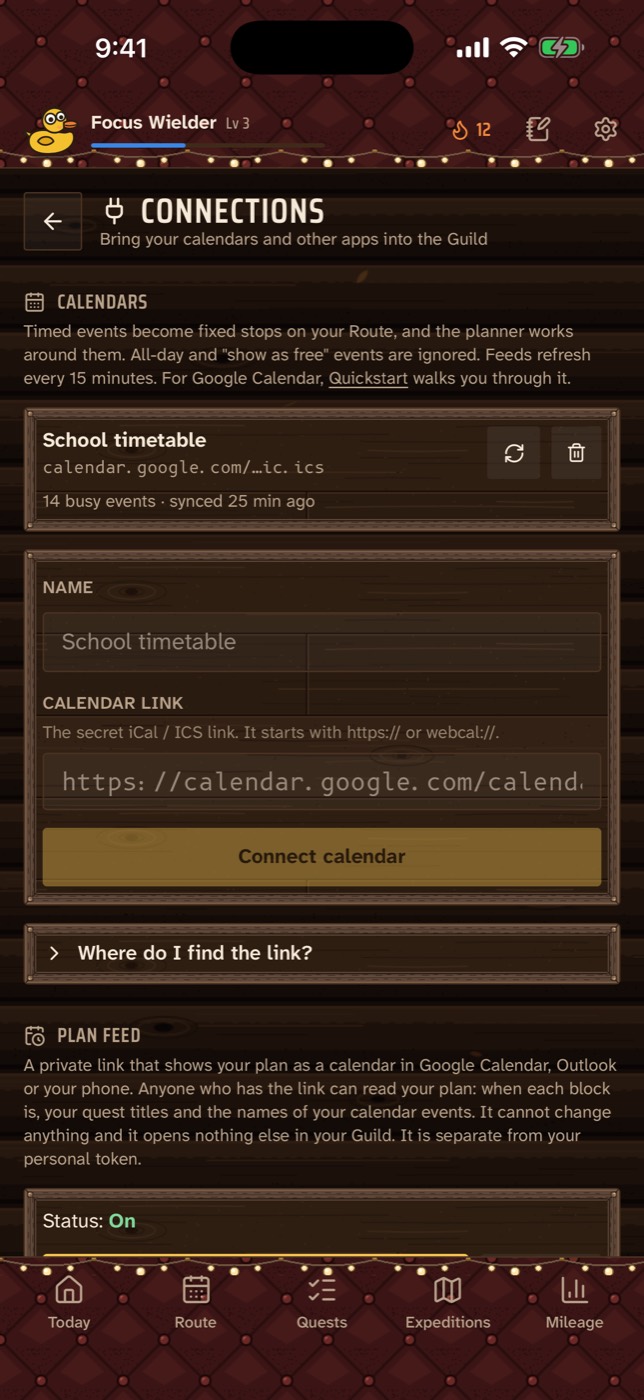 9:41
Focus Wielder Lv 3
12
CONNECTIONS
Bring your calendars and other apps into the Guild
CALENDARS
Timed events become fixed stops on your Route, and the planner works
around them. All-day and "show as free" events are ignored. Feeds refresh
every 15 minutes. For Google Calendar, Quickstart walks you through it.
School timetable
calendar.google.com/…ic.ics
14 busy events · synced 25 min ago
NAME
School timetable
CALENDAR LINK
The secret iCal / ICS link. It starts with https:// or webcal://.
https://calendar.google.com/calend
Connect calendar
Where do I find the link?
PLAN FEED
A private link that shows your plan as a calendar in Google Calendar, Outlook
or your phone. Anyone who has the link can read your plan: when each block
is, your quest titles and the names of your calendar events. It cannot change
anything and it opens nothing else in your Guild. It is separate from your
personal token.
Status: On
Today
Route
Quests
Expeditions
Mileage